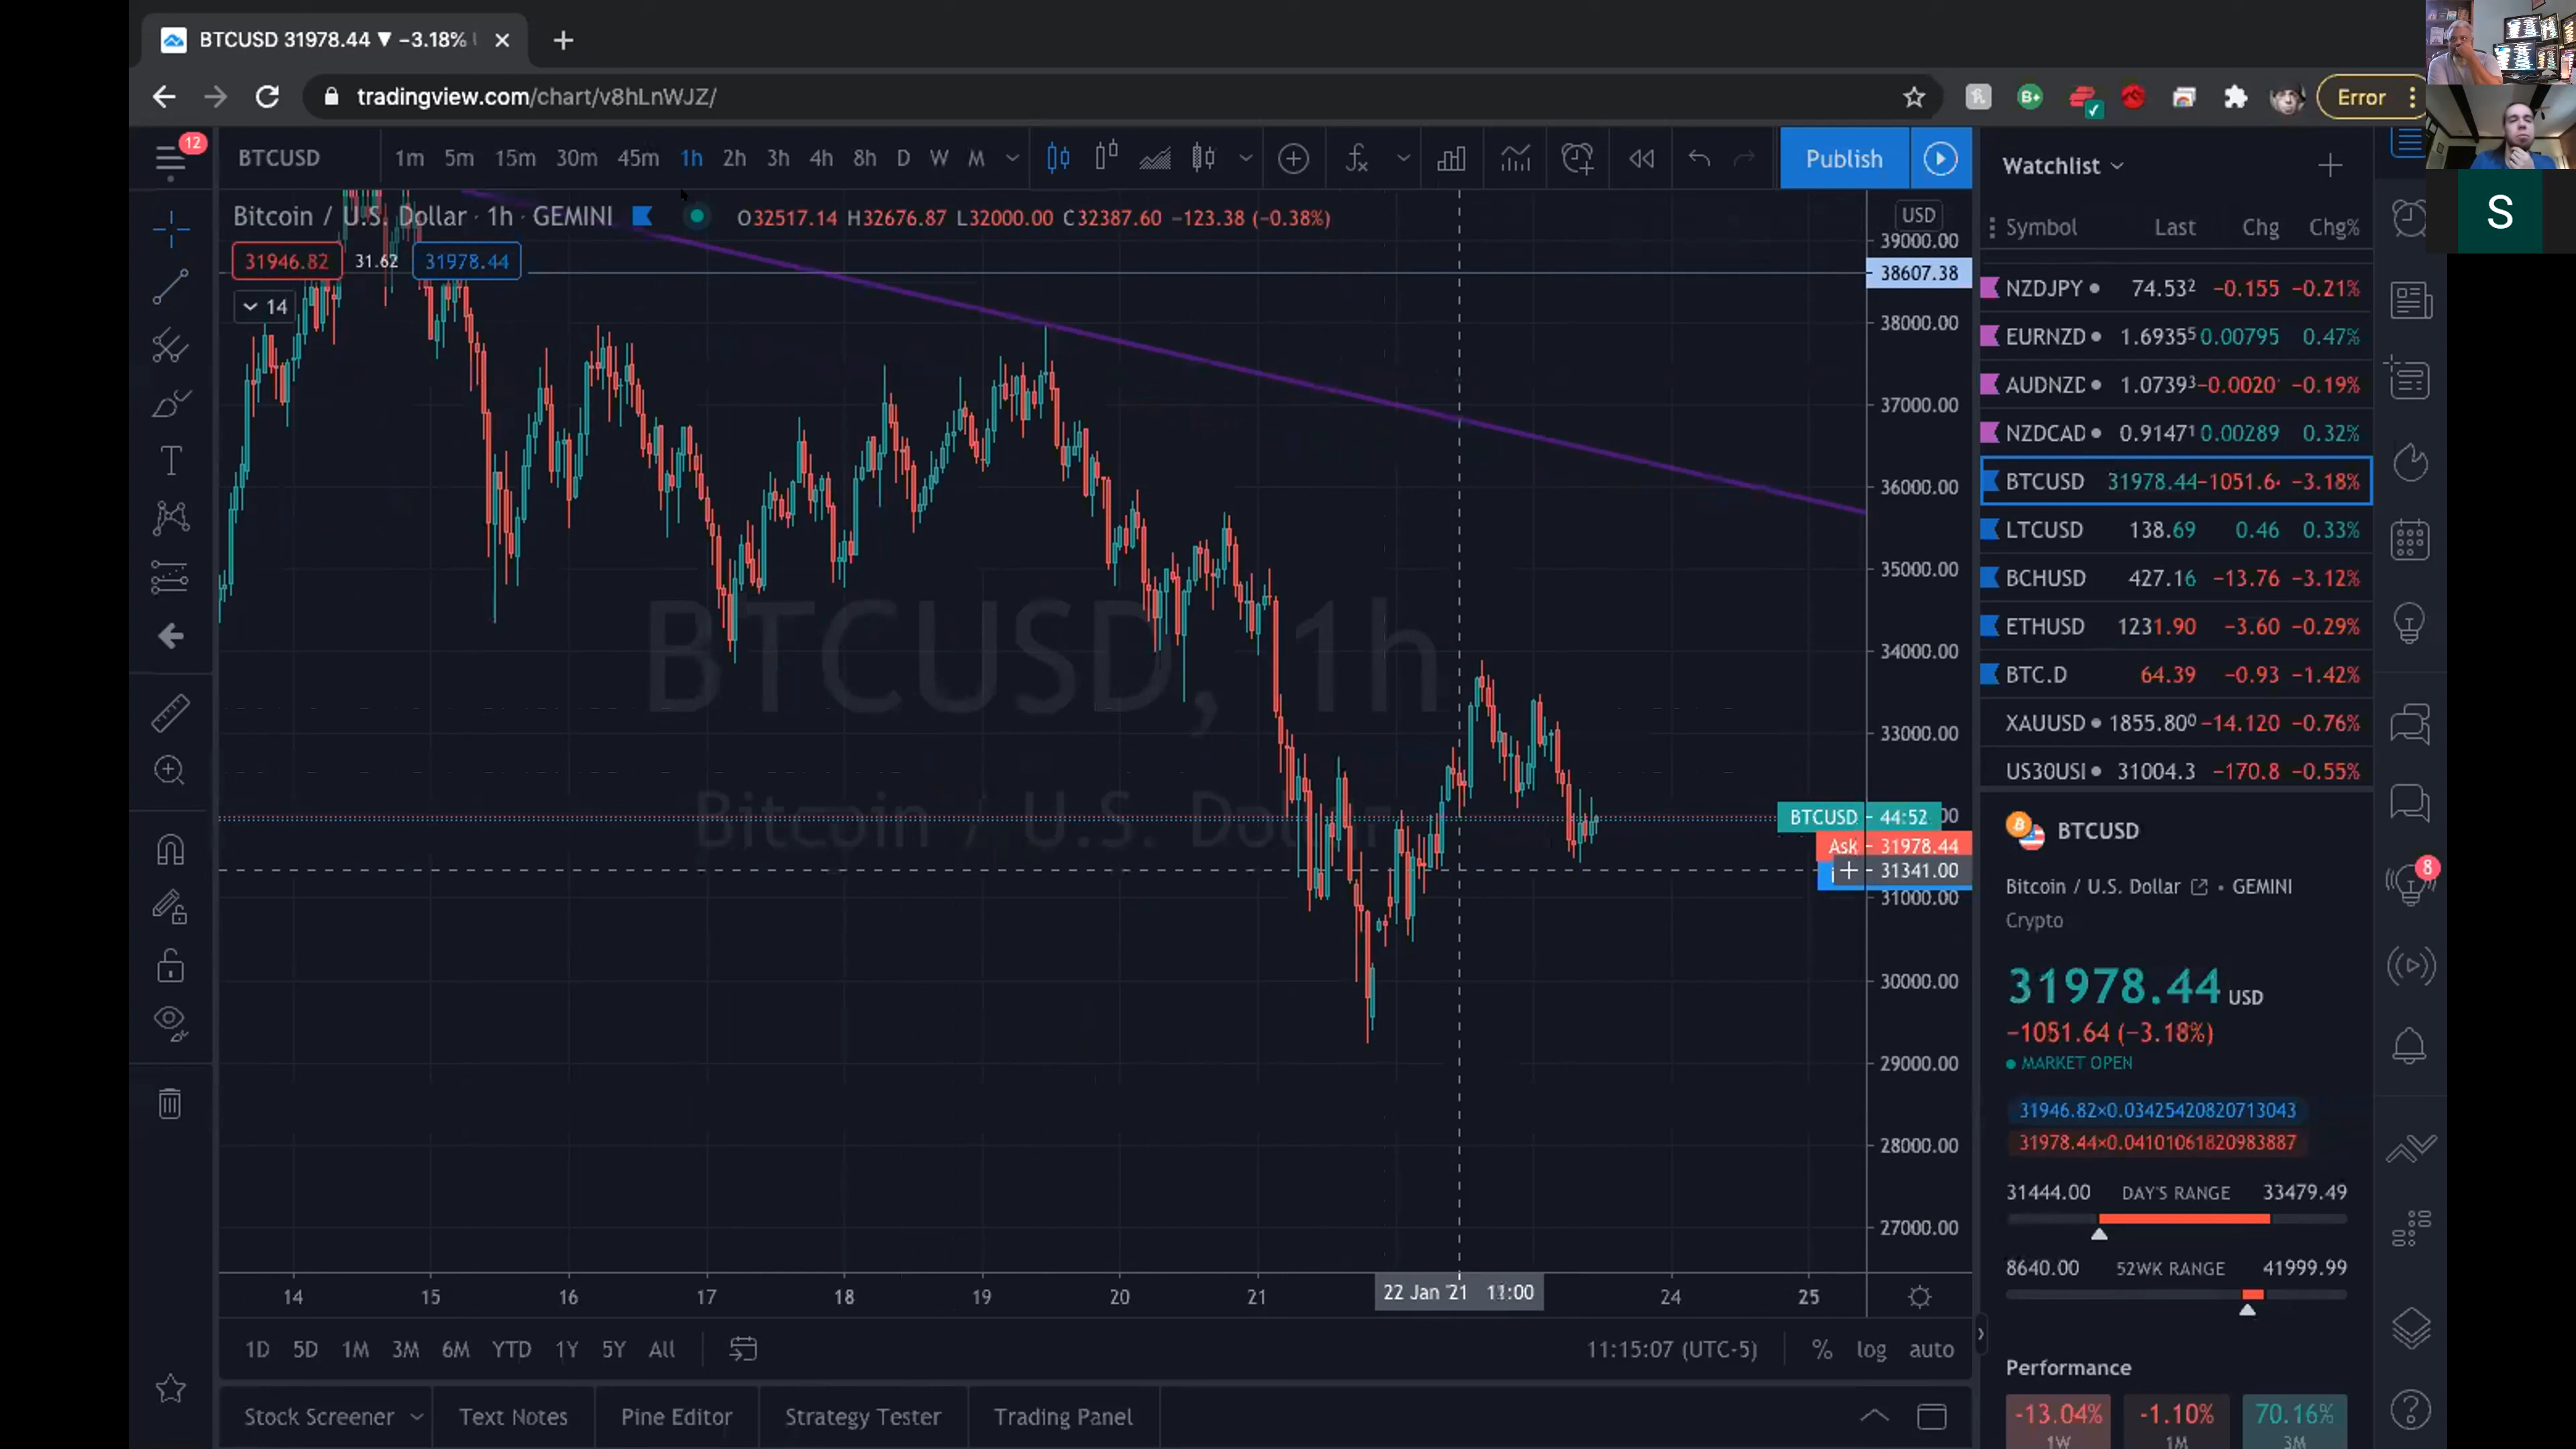 BTCUSD 31978.44 ▼ −3.18%
tradingview.com/chart/v8hLnWJZ/
Error
12
BTCUSD 1m 5m 15m 30m 45m 1h 2h 3h 4h 8h D W M
Publish
Bitcoin / U.S. Dollar · 1h · GEMINI
O32517.14 H32676.87 L32000.00 C32387.60 −123.38 (−0.38%)
31946.82 31.62 31978.44
14
BTCUSD, 1h
Bitcoin / U.S. Dollar
USD
39000.00
38607.38
38000.00
37000.00
36000.00
35000.00
34000.00
33000.00
BTCUSD 44:52
Ask 31978.44
31341.00
31000.00
30000.00
29000.00
28000.00
27000.00
14 15 16 17 18 19 20 21 22 Jan '21 11:00 24 25
1D 5D 1M 3M 6M YTD 1Y 5Y All
11:15:07 (UTC-5) % log auto
Stock Screener Text Notes Pine Editor Strategy Tester Trading Panel
Watchlist
Symbol Last Chg Chg%
NZDJPY 74.532 −0.155 −0.21%
EURNZD 1.69355 0.00795 0.47%
AUDNZD 1.07393 −0.0020 −0.19%
NZDCAD 0.91471 0.00289 0.32%
BTCUSD 31978.44 −1051.64 −3.18%
LTCUSD 138.69 0.46 0.33%
BCHUSD 427.16 −13.76 −3.12%
ETHUSD 1231.90 −3.60 −0.29%
BTC.D 64.39 −0.93 −1.42%
XAUUSD 1855.800 −14.120 −0.76%
US30USD 31004.3 −170.8 −0.55%
BTCUSD
Bitcoin / U.S. Dollar · GEMINI
Crypto
31978.44 USD
−1051.64 (−3.18%)
MARKET OPEN
31946.82×0.03425420820713043
31978.44×0.04101061820983887
31444.00 DAY'S RANGE 33479.49
8640.00 52WK RANGE 41999.99
Performance
-13.04% -1.10% 70.16%
1W 1M 3M
S
8